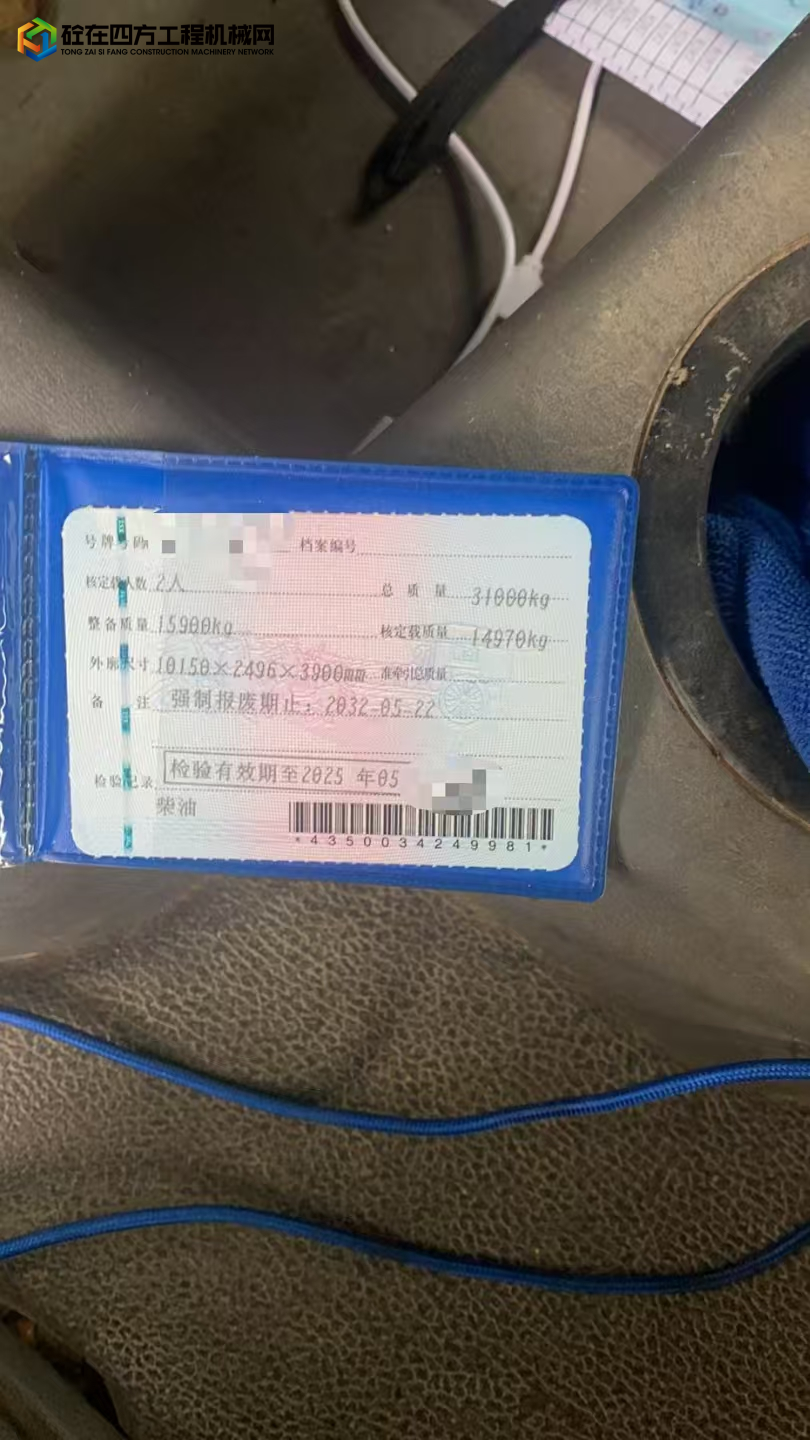 砼在四方工程机械网
TONG ZAI SI FANG CONSTRUCTION MACHINERY NETWORK
号牌号码 档案编号
核定载人数 2人 总质量 31000kg
整备质量 15900kg 核定载质量 14970kg
外廓尺寸 10150×2496×3900mm 准牵引总质量
备注 强制报废期止：2032-05-22
检验记录 检验有效期至2025 年05
柴油
*4350034249981*